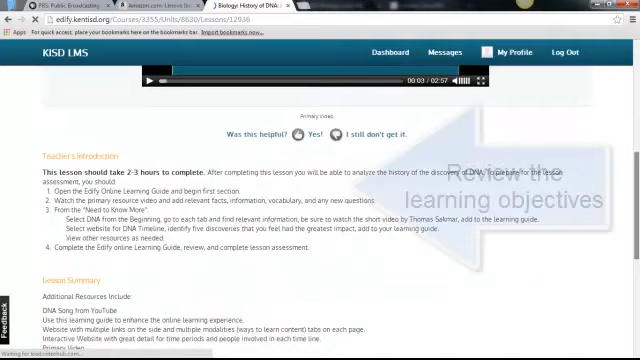 PBS: Public Broadcasting
Amazon.com: Lenovo
Biology: History of DNA:
edify.kentisd.org/Courses/3355/Units/8630/Lessons/12936
Apps For quick access, place your bookmarks here on the bookmarks bar. Import bookmarks now...
KISD LMS Dashboard Messages My Profile Log Out
00:03 / 02:57
Primary Video
Was this helpful? Yes! I still don't get it.
Teacher's Introduction
This lesson should take 2-3 hours to complete. After completing this lesson you will be able to analyze the history of the discovery of DNA. To prepare for the lesson
assessment, you should:
1. Open the Edify Online Learning Guide and begin first section.
2. Watch the primary resource video and add relevant facts, information, vocabulary, and any new questions.
3. From the "Need to Know More".
Select DNA from the Beginning, go to each tab and find relevant information, be sure to watch the short video by Thomas Sakmar, add to the learning guide.
Select website for DNA Timeline, identify five discoveries that you feel had the greatest impact, add to your learning guide.
View other resources as needed.
4. Complete the Edify online Learning Guide, review, and complete lesson assessment.
Review the
learning objectives
Lesson Summary
Additional Resources Include:
DNA Song from YouTube
Use this learning guide to enhance the online learning experience.
Website with multiple links on the side and multiple modalities (ways to learn content) tabs on each page.
Interactive Website with great detail for time periods and people involved in each time line.
Primary Video
Feedback